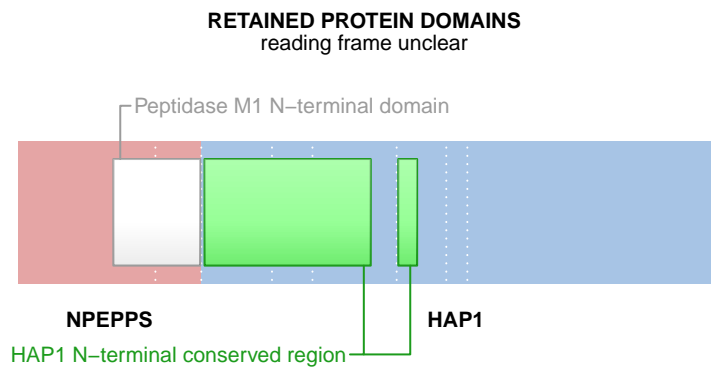 RETAINED PROTEIN DOMAINS
reading frame unclear
Peptidase M1 N−terminal domain
NPEPPS
HAP1
HAP1 N−terminal conserved region